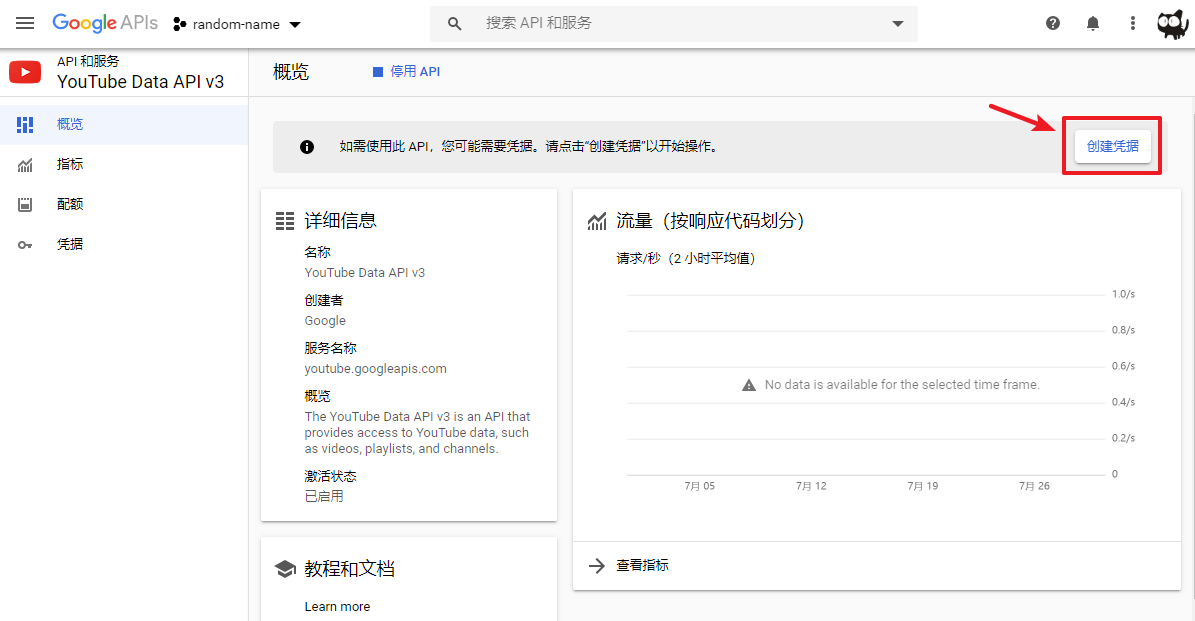 Google APIs
random-name
搜索 API 和服务
API 和服务
YouTube Data API v3
概览
停用 API
概览
指标
配额
凭据
如需使用此 API，您可能需要凭据。请点击“创建凭据”以开始操作。
创建凭据
详细信息
名称
YouTube Data API v3
创建者
Google
服务名称
youtube.googleapis.com
概览
The YouTube Data API v3 is an API that
provides access to YouTube data, such
as videos, playlists, and channels.
激活状态
已启用
流量（按响应代码划分）
请求/秒（2 小时平均值）
1.0/s
0.8/s
0.6/s
No data is available for the selected time frame.
0.4/s
0.2/s
0
7月 05
7月 12
7月 19
7月 26
查看指标
教程和文档
Learn more